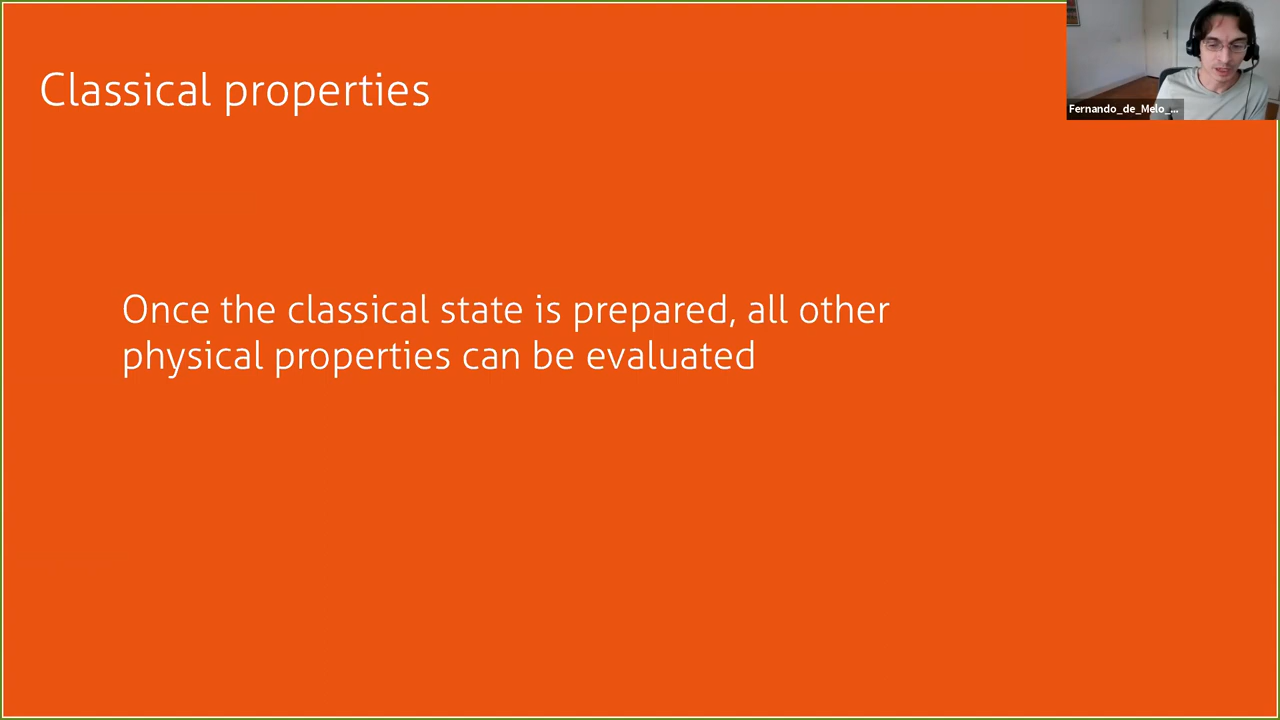 Classical properties
Fernando_de_Melo_...
Once the classical state is prepared, all other
physical properties can be evaluated